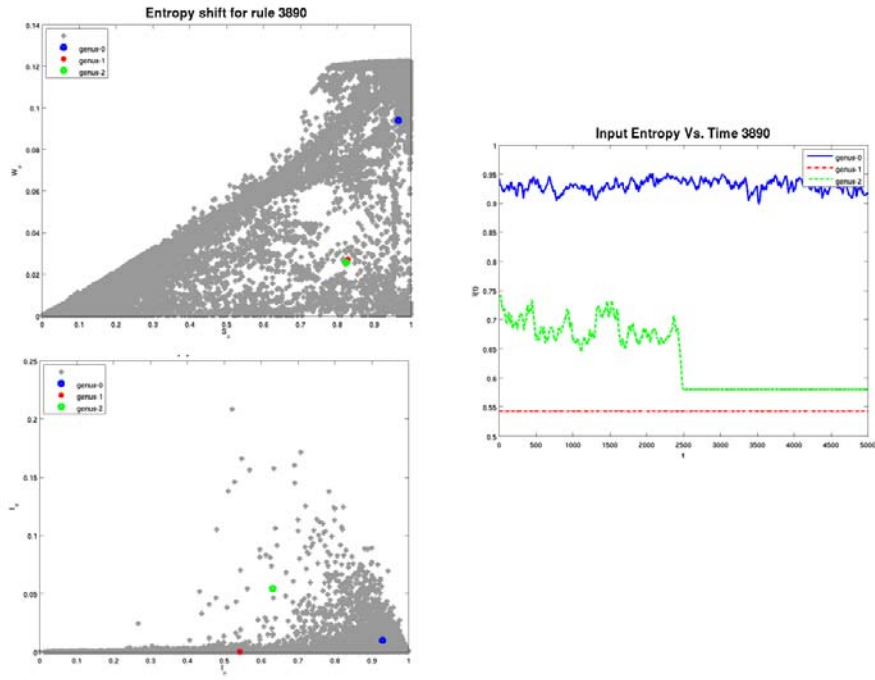 Entropy shift for rule 3890
0.14
0.12
0.1
0.08
0.06
0.04
0.02
0
genus-0
genus-1
genus-2
0 0.1 0.2 0.3 0.4 0.5 0.6 0.7 0.8 0.9 1
0.25
0.2
0.15
0.1
0.05
0
genus-0
genus-1
genus-2
0 0.1 0.2 0.3 0.4 0.5 0.6 0.7 0.8 0.9 1
Input Entropy Vs. Time 3890
1
0.95
0.9
0.85
0.8
0.75
0.7
0.65
0.6
0.55
0.5
genus-0
genus-1
genus-2
I(t)
0 500 1000 1500 2000 2500 3000 3500 4000 4500 5000
t